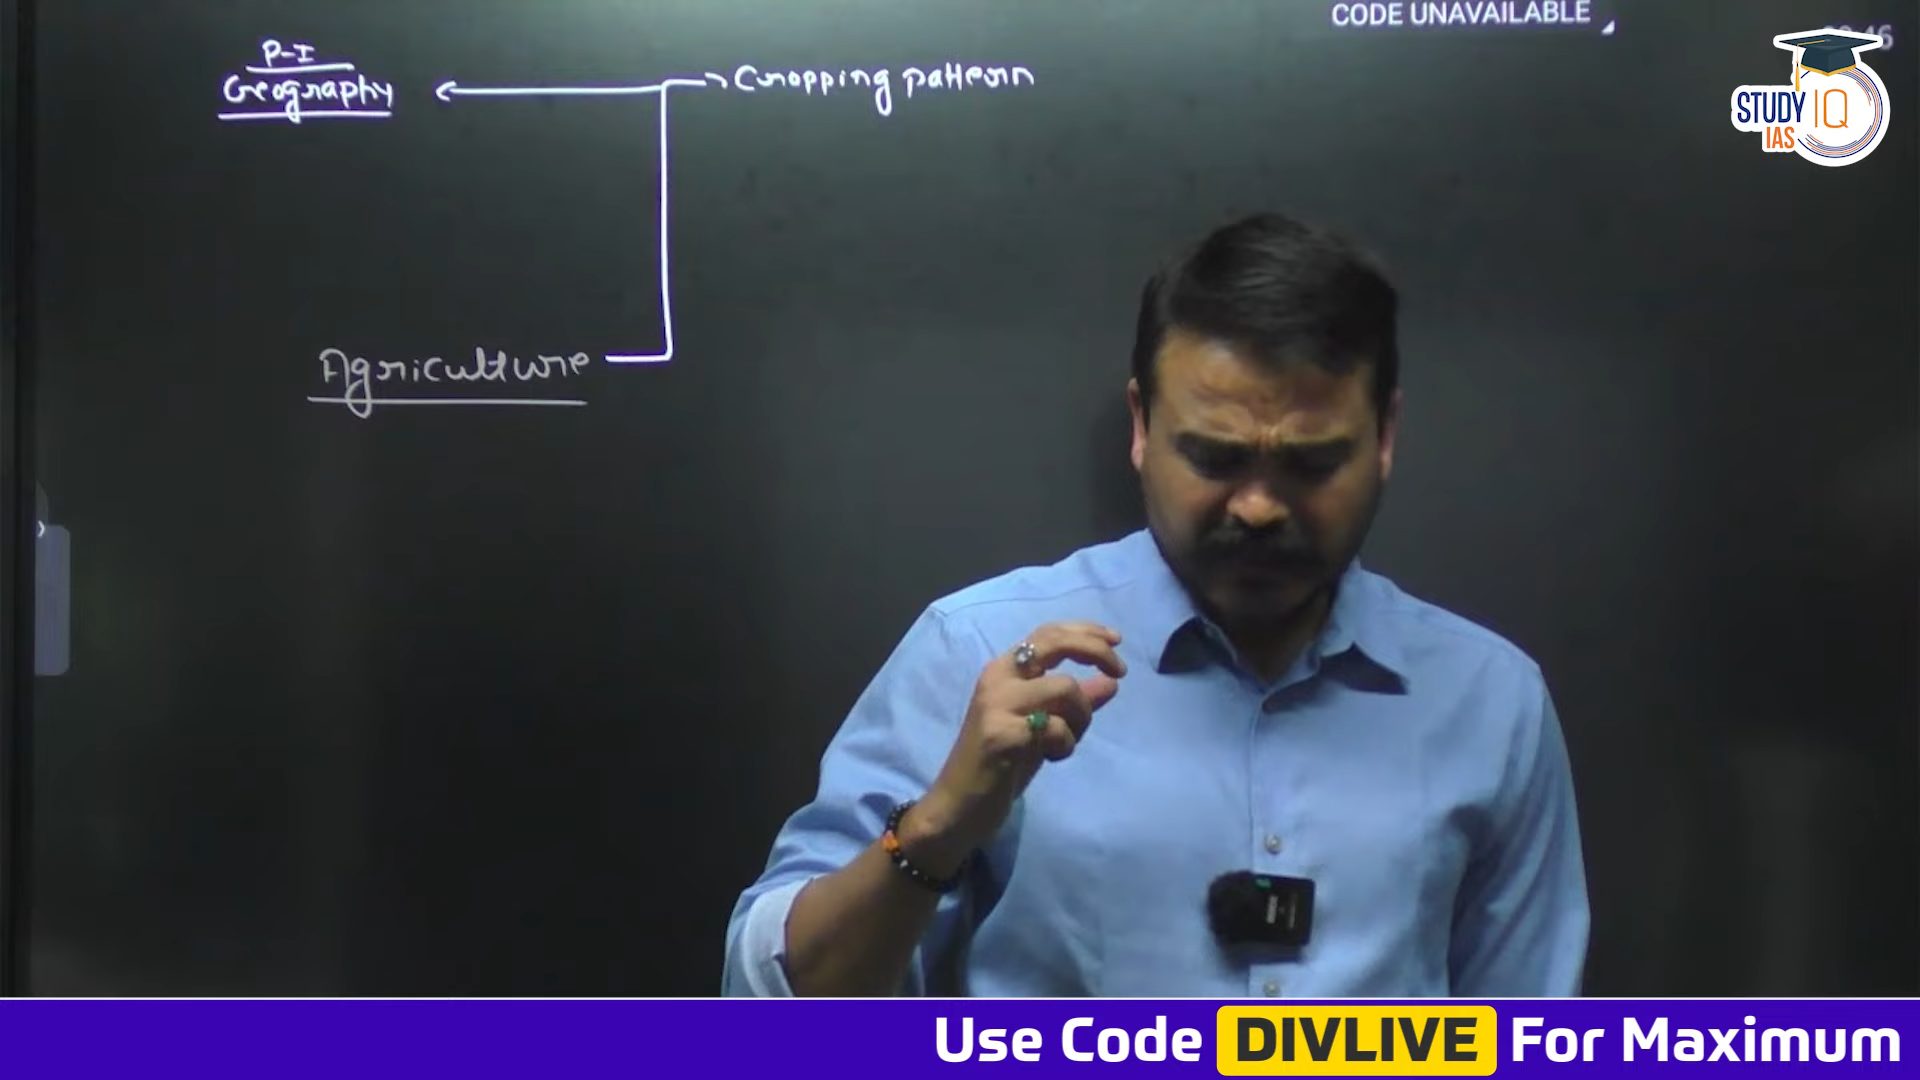 CODE UNAVAILABLE
P-I
Geography
Cropping pattern
STUDY IQ
IAS
Agriculture
Use Code DIVLIVE For Maximum